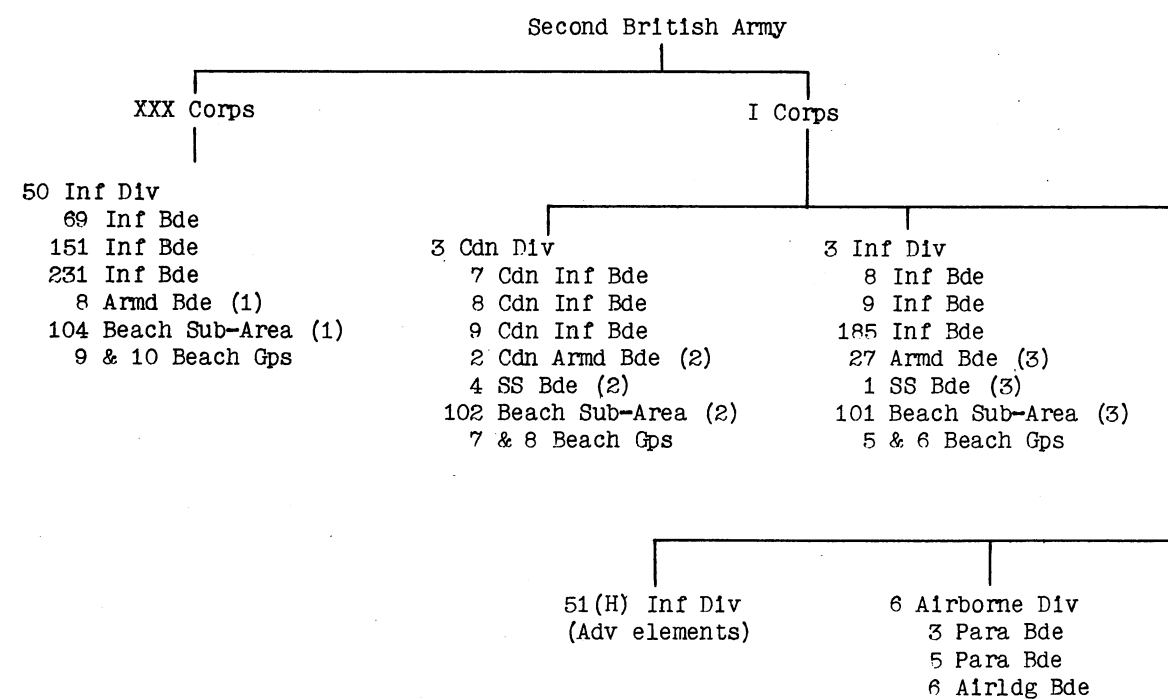 Second British Army
XXX Corps
I Corps
50 Inf Div
69 Inf Bde
151 Inf Bde
231 Inf Bde
8 Armd Bde (1)
104 Beach Sub-Area (1)
9 & 10 Beach Gps
3 Cdn Div
7 Cdn Inf Bde
8 Cdn Inf Bde
9 Cdn Inf Bde
2 Cdn Armd Bde (2)
4 SS Bde (2)
102 Beach Sub-Area (2)
7 & 8 Beach Gps
3 Inf Div
8 Inf Bde
9 Inf Bde
185 Inf Bde
27 Armd Bde (3)
1 SS Bde (3)
101 Beach Sub-Area (3)
5 & 6 Beach Gps
51(H) Inf Div
(Adv elements)
6 Airborne Div
3 Para Bde
5 Para Bde
6 Airldg Bde